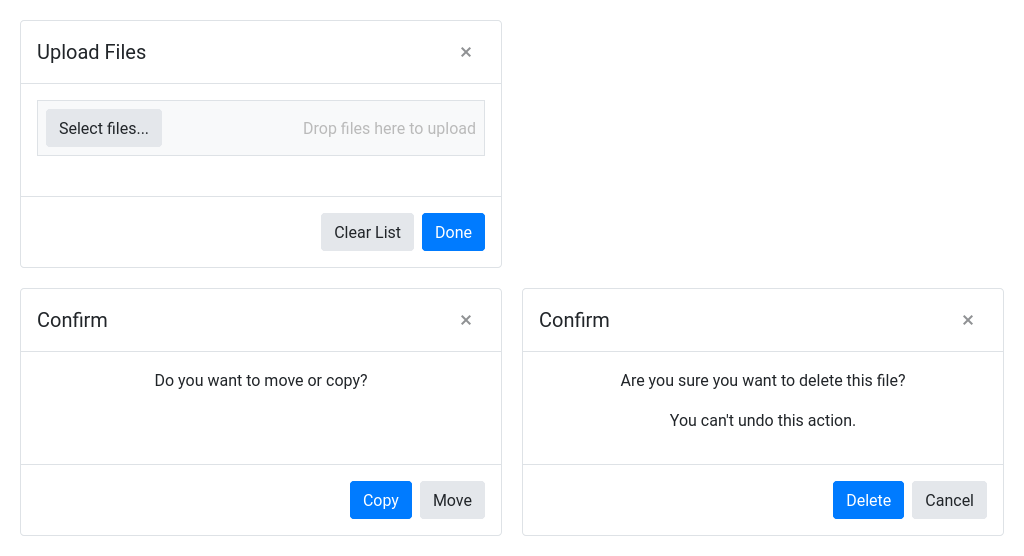 Upload Files ×
Select files... Drop files here to upload
Clear List Done
Confirm ×
Do you want to move or copy?
Copy Move
Confirm ×
Are you sure you want to delete this file?
You can't undo this action.
Delete Cancel